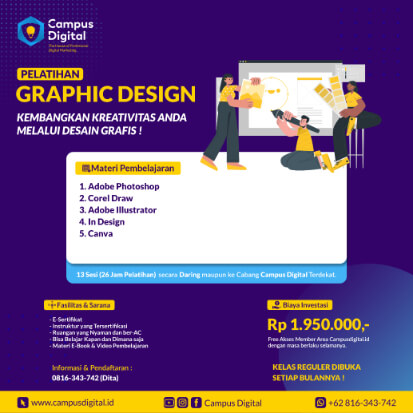 Campus
Digital
PELATIHAN
GRAPHIC DESIGN
KEMBANGKAN KREATIVITAS ANDA
MELALUI DESAIN GRAFIS !
Materi Pembelajaran
1. Adobe Photoshop
2. Corel Draw
3. Adobe Illustrator
4. In Design
5. Canva
13 Sesi (26 Jam Pelatihan) secara Daring maupun ke Cabang Campus Digital Terdekat.
Fasilitas & Sarana
- E-Sertifikat
- Instruktur yang Tersertifikasi
- Ruangan yang Nyaman dan ber-AC
- Bisa Belajar Kapan dan Dimana saja
- Materi E-Book & Video Pembelajaran
Informasi & Pendaftaran :
0816-343-742 (Dita)
Biaya Investasi
Rp 1.950.000,-
Free Akses Member Area Campusdigital.id
dengan masa berlaku selamanya.
KELAS REGULER DIBUKA
SETIAP BULANNYA !
www.campusdigital.id
Campus Digital
+62 816-343-742